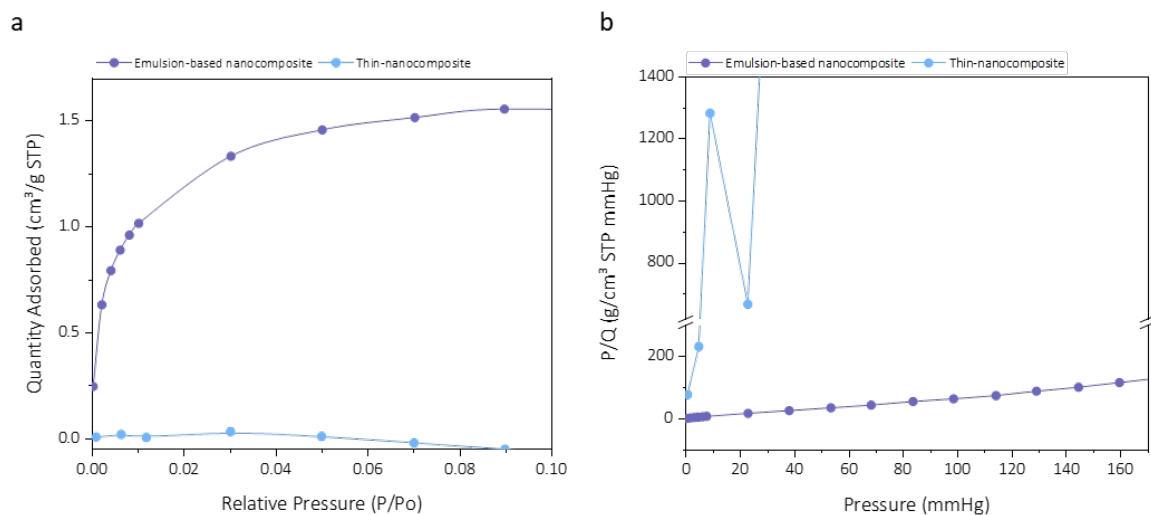 a
Emulsion-based nanocomposite Thin-nanocomposite
Quantity Adsorbed (cm³/g STP)
1.5
1.0
0.5
0.0
0.00 0.02 0.04 0.06 0.08 0.10
Relative Pressure (P/Po)
b
Emulsion-based nanocomposite Thin-nanocomposite
P/Q (g/cm³ STP mmHg)
1400
1200
1000
800
200
0
0 20 40 60 80 100 120 140 160
Pressure (mmHg)